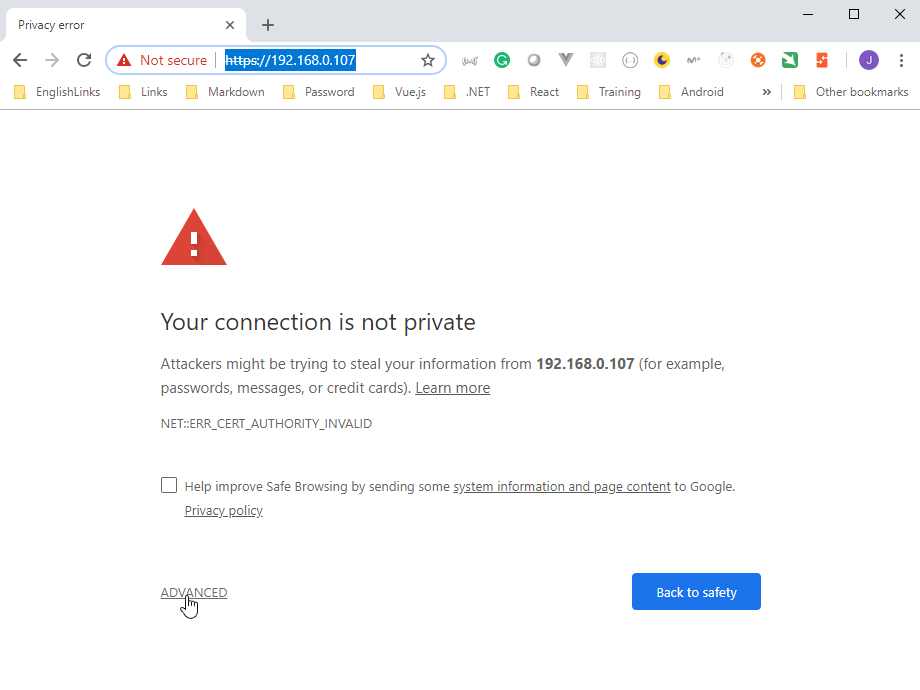 Privacy error
Not secure https://192.168.0.107
EnglishLinks Links Markdown Password Vue.js .NET React Training Android » Other bookmarks
Your connection is not private
Attackers might be trying to steal your information from 192.168.0.107 (for example,
passwords, messages, or credit cards). Learn more
NET::ERR_CERT_AUTHORITY_INVALID
Help improve Safe Browsing by sending some system information and page content to Google.
Privacy policy
ADVANCED Back to safety